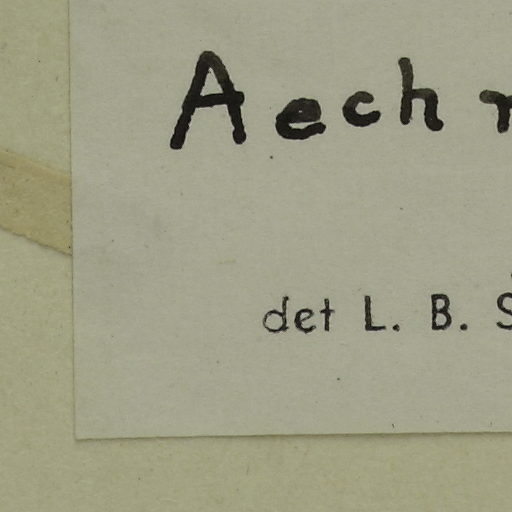 Aech
det L. B. S